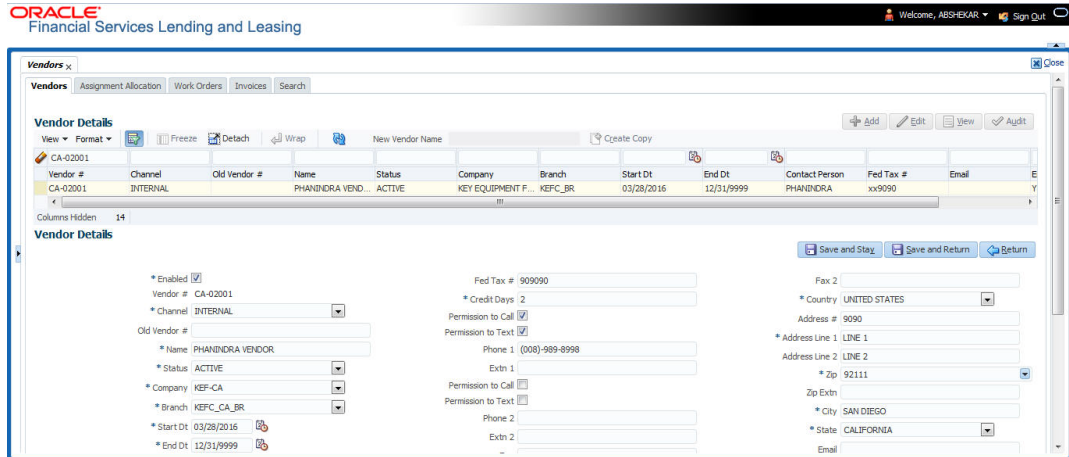 ORACLE®
Financial Services Lending and Leasing
Welcome, ABSHEKAR
Sign Out
Vendors
Close
Vendors Assignment Allocation Work Orders Invoices Search
Vendor Details
Add Edit View Audit
View Format Freeze Detach Wrap New Vendor Name Create Copy
CA-02001
Vendor # Channel Old Vendor # Name Status Company Branch Start Dt End Dt Contact Person Fed Tax # Email E
CA-02001 INTERNAL PHANINDRA VEND... ACTIVE KEY EQUIPMENT F... KEFC_BR 03/28/2016 12/31/9999 PHANINDRA xx9090 Y
Columns Hidden 14
Vendor Details
Save and Stay Save and Return Return
* Enabled
Vendor # CA-02001
* Channel INTERNAL
Old Vendor #
* Name PHANINDRA VENDOR
* Status ACTIVE
* Company KEF-CA
* Branch KEFC_CA_BR
* Start Dt 03/28/2016
* End Dt 12/31/9999
Fed Tax # 909090
* Credit Days 2
Permission to Call
Permission to Text
Phone 1 (008)-989-8998
Extn 1
Permission to Call
Permission to Text
Phone 2
Extn 2
Fax 2
* Country UNITED STATES
Address # 9090
* Address Line 1 LINE 1
Address Line 2 LINE 2
* Zip 92111
Zip Extn
* City SAN DIEGO
* State CALIFORNIA
Email